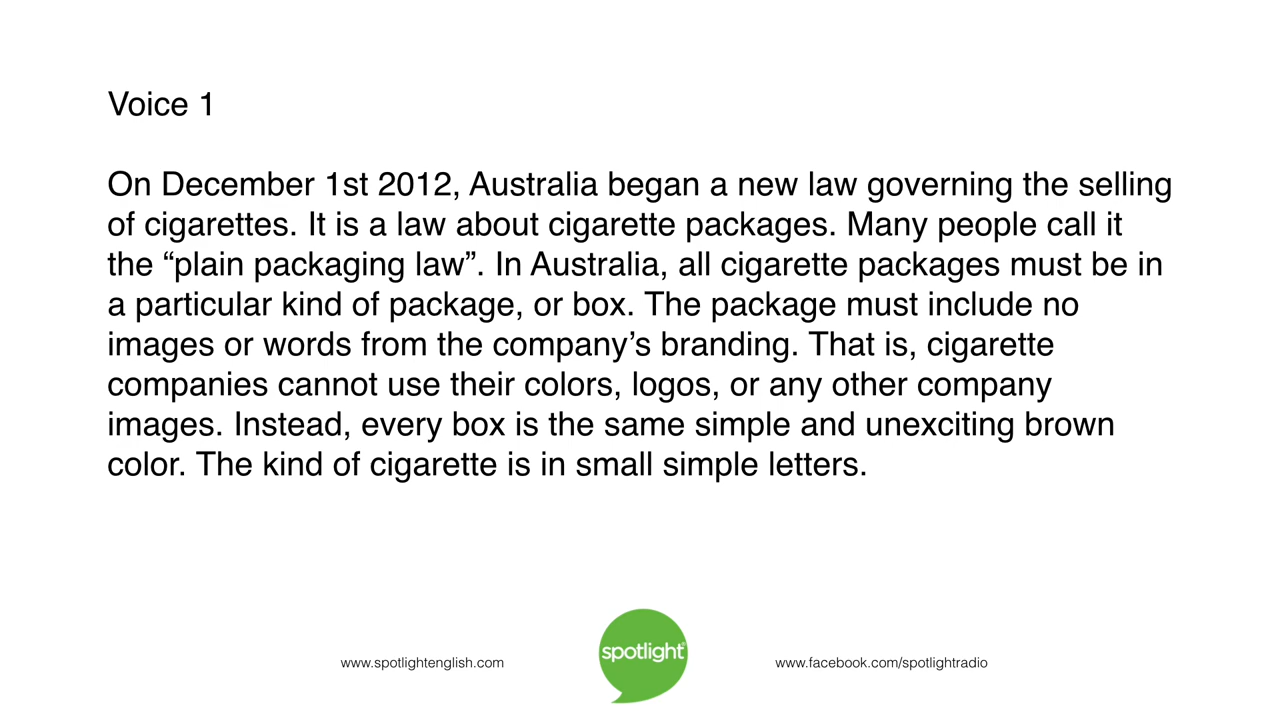 Voice 1
On December 1st 2012, Australia began a new law governing the selling
of cigarettes. It is a law about cigarette packages. Many people call it
the “plain packaging law”. In Australia, all cigarette packages must be in
a particular kind of package, or box. The package must include no
images or words from the company’s branding. That is, cigarette
companies cannot use their colors, logos, or any other company
images. Instead, every box is the same simple and unexciting brown
color. The kind of cigarette is in small simple letters.
www.spotlightenglish.com
spotlight®
www.facebook.com/spotlightradio